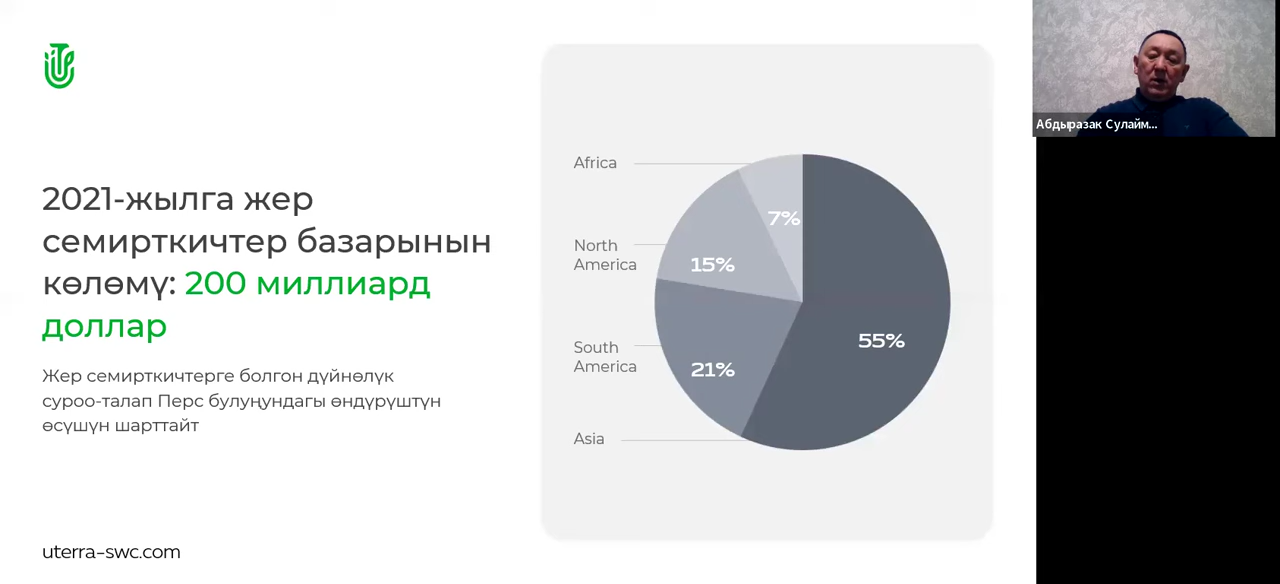 2021-жылга жер
семирткичтер базарынын
көлөмү: 200 миллиард
доллар
Жер семирткичтерге болгон дүйнөлүк
суроо-талап Перс булуңундагы өндүрүштүн
өсүшүн шарттайт
uterra-swc.com
Africa
7%
North
America
15%
55%
South
America
21%
Asia
Абдыразак Сулайм...